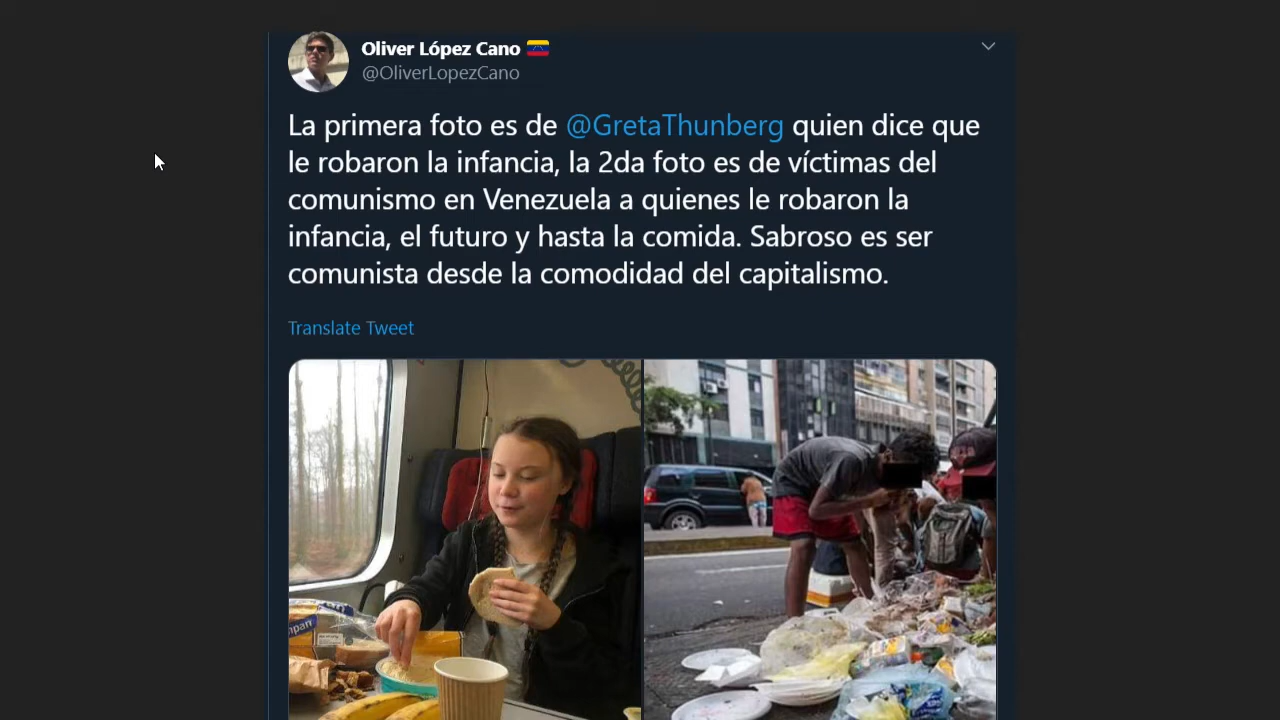 Oliver López Cano 🇻🇪
@OliverLopezCano
La primera foto es de @GretaThunberg quien dice que
le robaron la infancia, la 2da foto es de víctimas del
comunismo en Venezuela a quienes le robaron la
infancia, el futuro y hasta la comida. Sabroso es ser
comunista desde la comodidad del capitalismo.
Translate Tweet